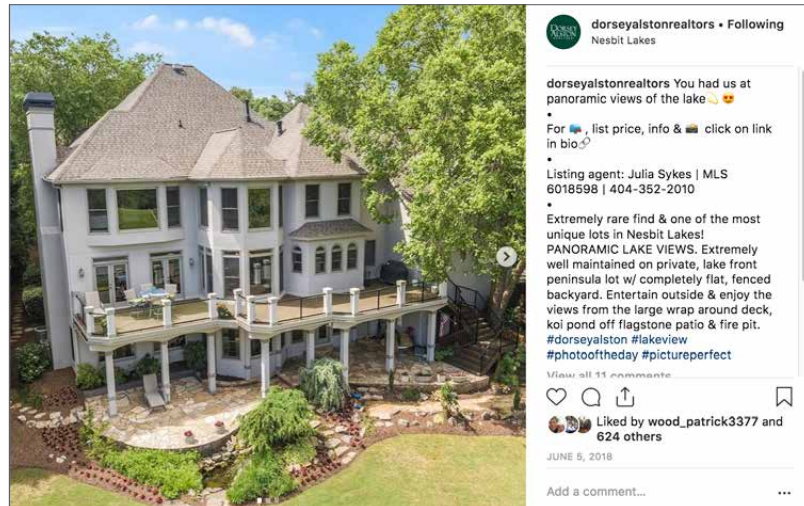 DORSEY
ALSTON
dorseyalstonrealtors • Following
Nesbit Lakes
dorseyalstonrealtors You had us at
panoramic views of the lake💫 😍
•
For 📪 , list price, info & 📸 click on link
in bio🔗
•
Listing agent: Julia Sykes | MLS
6018598 | 404-352-2010
•
Extremely rare find & one of the most
unique lots in Nesbit Lakes!
PANORAMIC LAKE VIEWS. Extremely
well maintained on private, lake front
peninsula lot w/ completely flat, fenced
backyard. Entertain outside & enjoy the
views from the large wrap around deck,
koi pond off flagstone patio & fire pit.
#dorseyalston #lakeview
#photooftheday #pictureperfect
View all 11 comments
Liked by wood_patrick3377 and
624 others
JUNE 5, 2018
Add a comment...